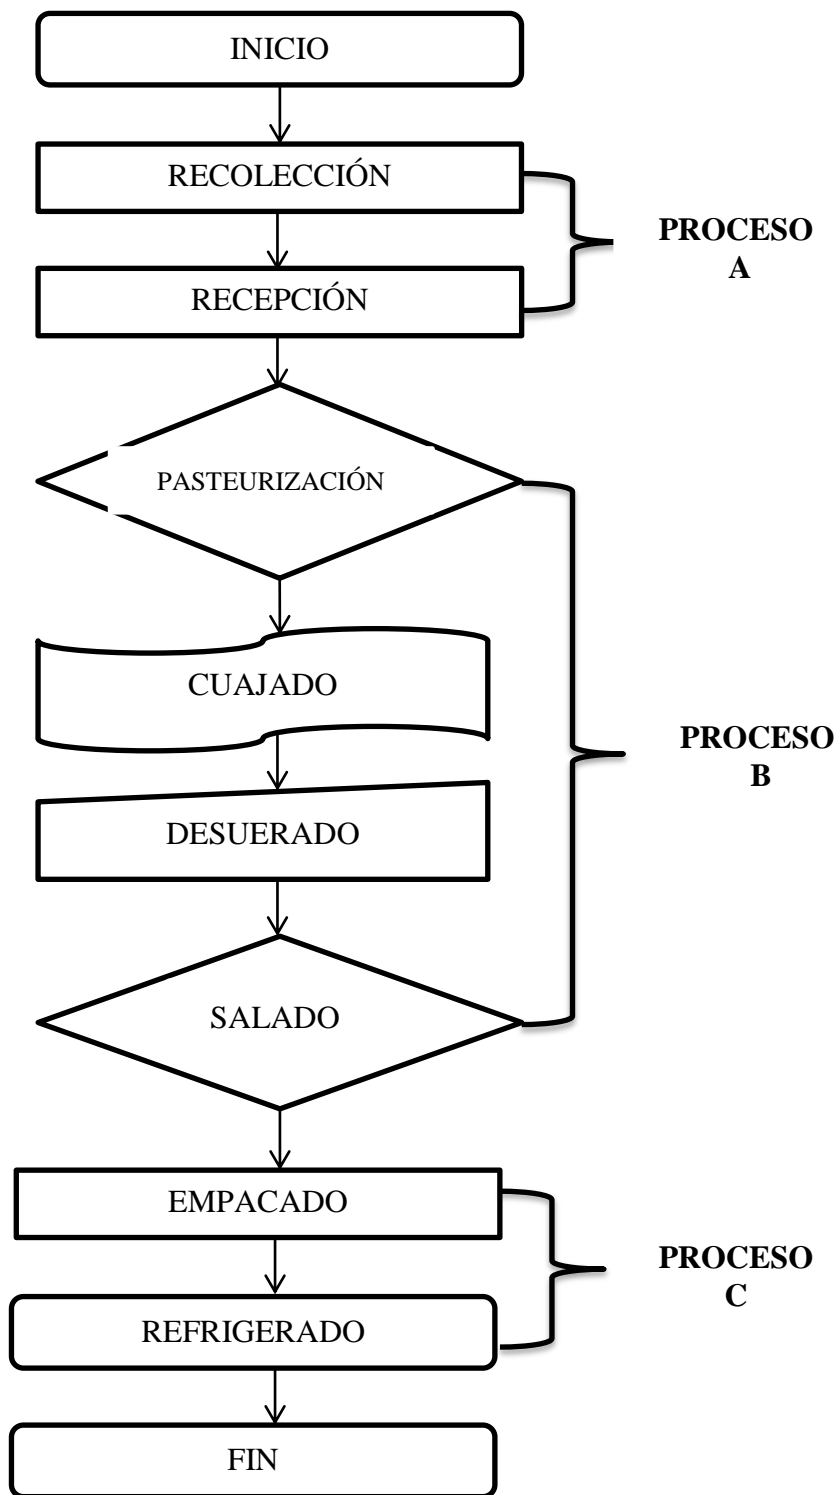 INICIO
RECOLECCIÓN
PROCESO
A
RECEPCIÓN
PASTEURIZACIÓN
CUAJADO
PROCESO
B
DESUERADO
SALADO
EMPACADO
PROCESO
C
REFRIGERADO
FIN